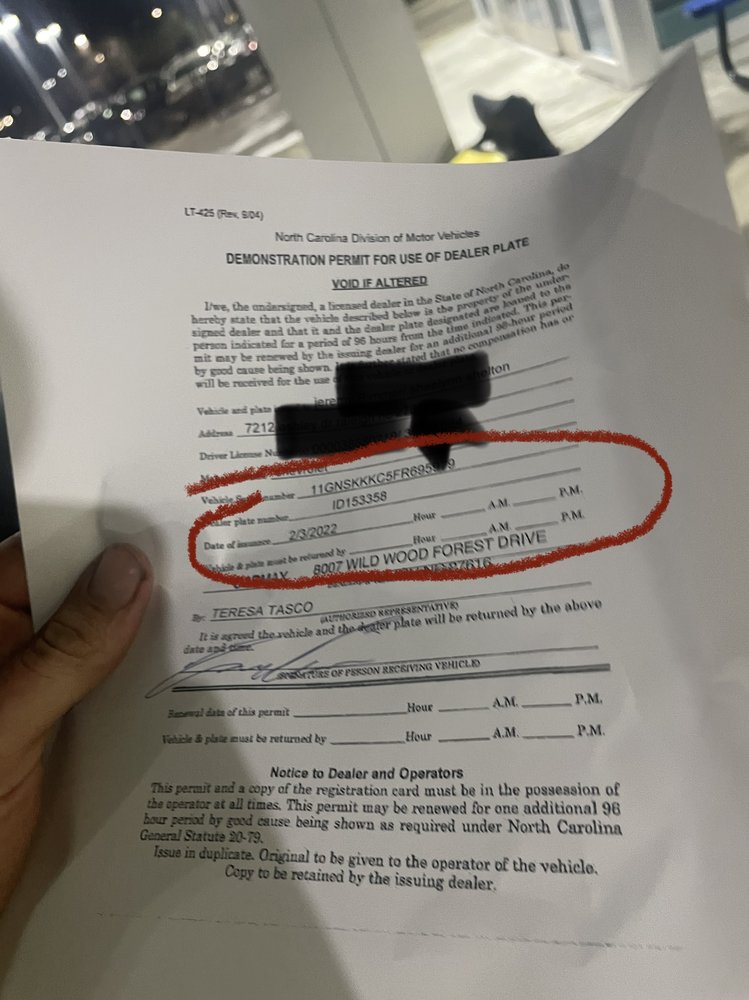 LT-425 (Rev. 9/04)
North Carolina Division of Motor Vehicles
DEMONSTRATION PERMIT FOR USE OF DEALER PLATE
VOID IF ALTERED
I/we, the undersigned, a licensed dealer in the State of North Carolina, do
hereby state that the vehicle described below is the property of the under-
signed dealer and that it and the dealer plate designated are loaned to the
person indicated for a period of 96 hours from the time indicated. This per-
mit may be renewed by the issuing dealer for an additional 96-hour period
by good cause being shown. stated that no compensation has or
will be received for the use
Vehicle and plate
Address 7212
Driver License
Chevrolet
Vehicle number 11GNSKKKC5FR695
Dealer plate number ID153358
Date of issuance 2/3/2022 Hour A.M. P.M.
Vehicle & plate must be returned by Hour A.M. P.M.
CARMAX 8007 WILD WOOD FOREST DRIVE
27616
By: TERESA TASCO
(AUTHORIZED REPRESENTATIVE)
It is agreed the vehicle and the dealer plate will be returned by the above
date and time.
(SIGNATURE OF PERSON RECEIVING VEHICLE)
Renewal date of this permit Hour A.M. P.M.
Vehicle & plate must be returned by Hour A.M. P.M.
Notice to Dealer and Operators
This permit and a copy of the registration card must be in the possession of
the operator at all times. This permit may be renewed for one additional 96
hour period by good cause being shown as required under North Carolina
General Statute 20-79.
Issue in duplicate. Original to be given to the operator of the vehicle.
Copy to be retained by the issuing dealer.